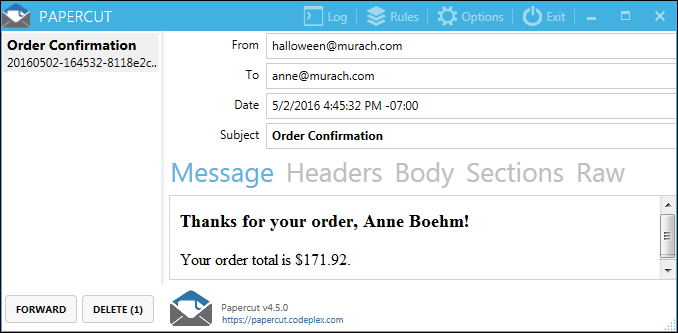 PAPERCUT Log Rules Options Exit
Order Confirmation
20160502-164532-8118e2c..
From halloween@murach.com
To anne@murach.com
Date 5/2/2016 4:45:32 PM -07:00
Subject Order Confirmation
Message Headers Body Sections Raw
Thanks for your order, Anne Boehm!
Your order total is $171.92.
FORWARD DELETE (1)
Papercut v4.5.0
https://papercut.codeplex.com